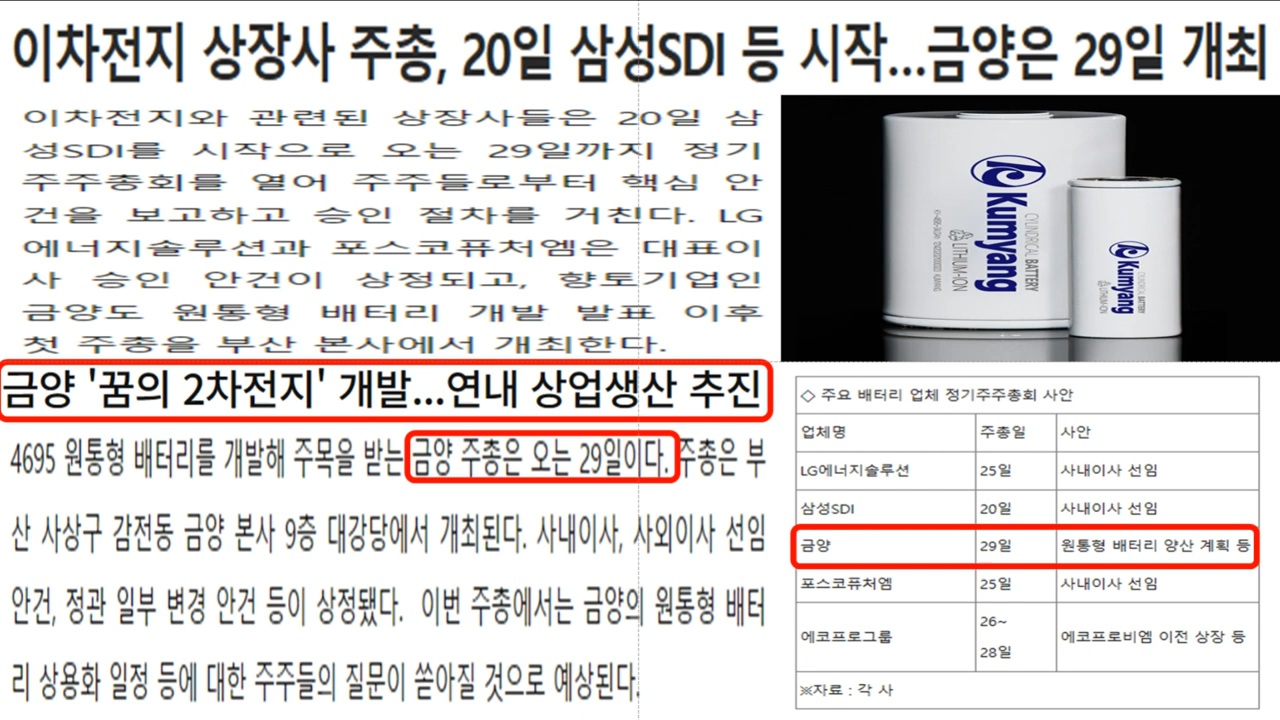 이차전지 상장사 주총, 20일 삼성SDI 등 시작...금양은 29일 개최
이차전지와 관련된 상장사들은 20일 삼
성SDI를 시작으로 오는 29일까지 정기
주주총회를 열어 주주들로부터 핵심 안
건을 보고하고 승인 절차를 거친다. LG
에너지솔루션과 포스코퓨처엠은 대표이
사 승인 안건이 상정되고, 향토기업인
금양도 원통형 배터리 개발 발표 이후
첫 주총을 부산 본사에서 개최한다.
Kumyang
CYLINDRICAL BATTERY
LITHIUM-ION
Kumyang
CYLINDRICAL BATTERY
LITHIUM-ION
금양 '꿈의 2차전지' 개발...연내 상업생산 추진
4695 원통형 배터리를 개발해 주목을 받는 금양 주총은 오는 29일이다. 주총은 부
산 사상구 감전동 금양 본사 9층 대강당에서 개최된다. 사내이사, 사외이사 선임
안건, 정관 일부 변경 안건 등이 상정됐다. 이번 주총에서는 금양의 원통형 배터
리 상용화 일정 등에 대한 주주들의 질문이 쏟아질 것으로 예상된다.
◇ 주요 배터리 업체 정기주주총회 사안
업체명 주총일 사안
LG에너지솔루션 25일 사내이사 선임
삼성SDI 20일 사내이사 선임
금양 29일 원통형 배터리 양산 계획 등
포스코퓨처엠 25일 사내이사 선임
에코프로그룹 26~ 28일 에코프로비엠 이전 상장 등
※자료 : 각 사